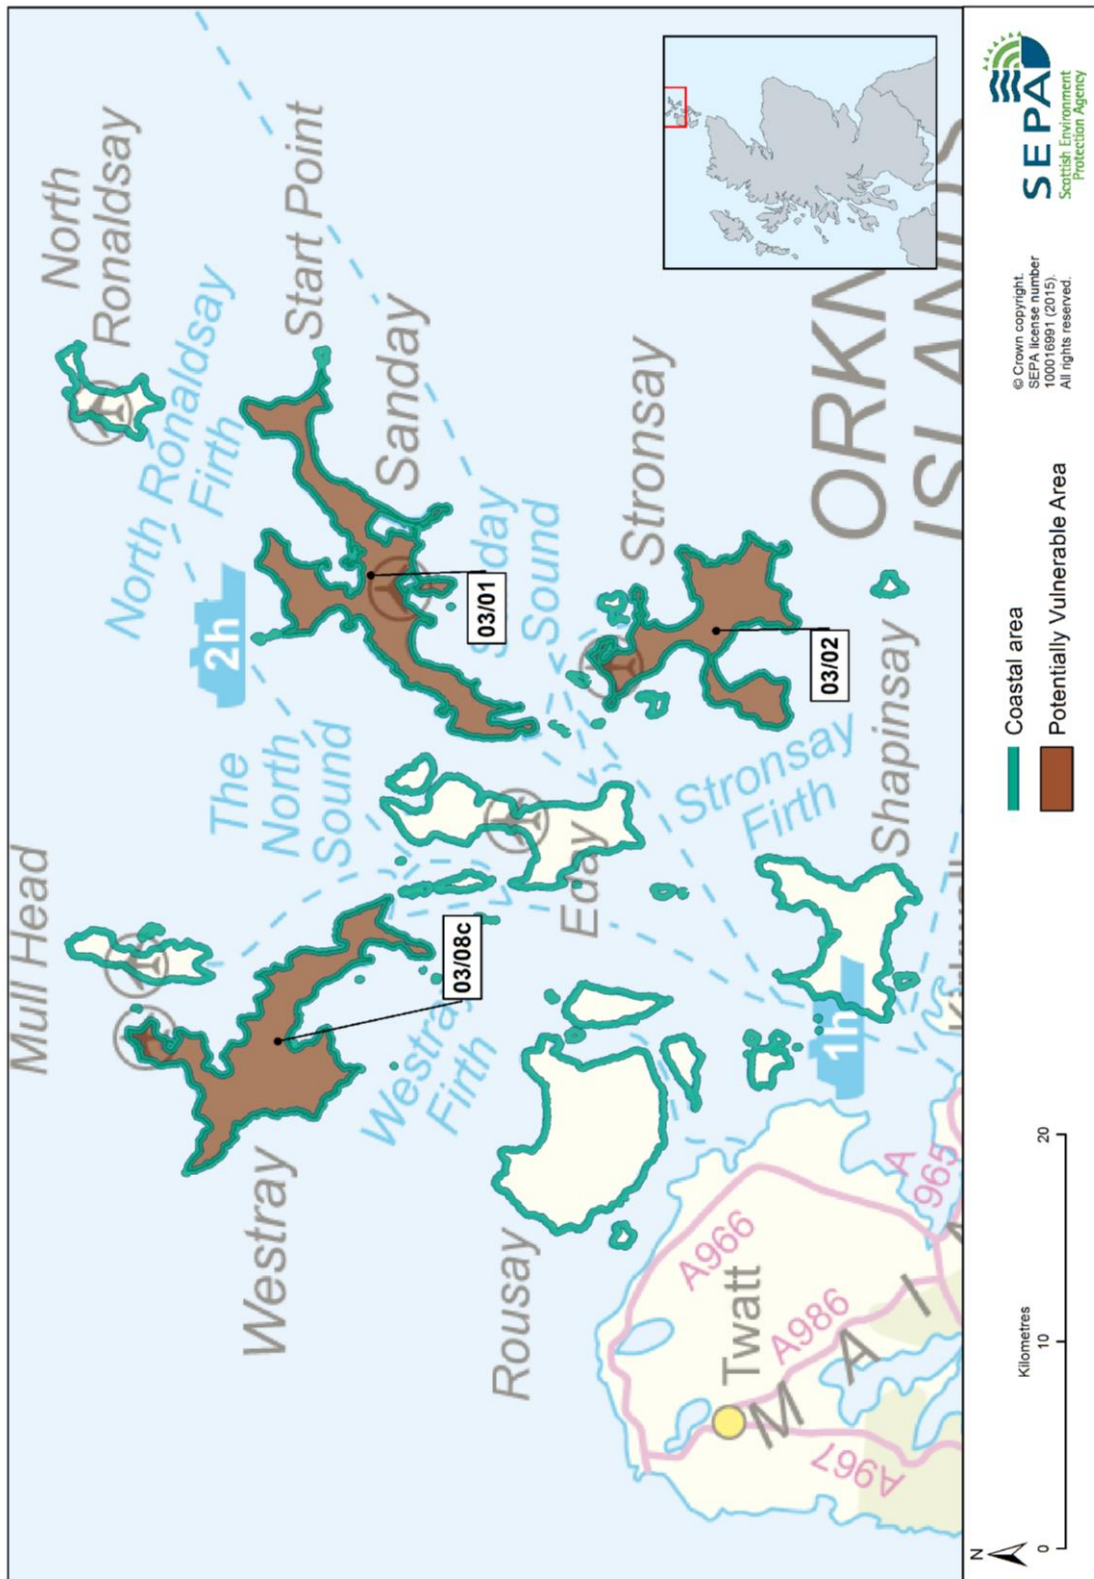 Mull Head
North
Ronaldsay
North Ronaldsay
Firth
2h
The
North
Sound
Start Point
Westray
Sanday
03/08c
03/01
Westray
Firth
Sound
Eday
Rousay
Stronsay
03/02
Stronsay
Firth
Shapinsay
1h
A966
Twatt
A986
A967
A
965
M A I
ORKN
ISLANDS
N
Kilometres
0 10 20
Coastal area
Potentially Vulnerable Area
© Crown copyright.
SEPA license number
100016991 (2015).
All rights reserved.
SEPA
Scottish Environment
Protection Agency